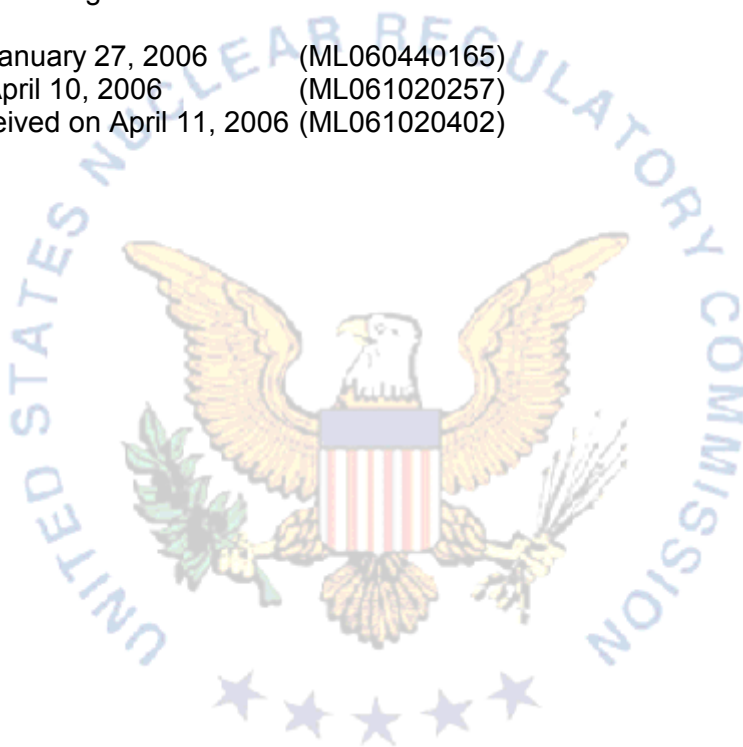 anuary 27, 2006 (ML060440165)
pril 10, 2006 (ML061020257)
eived on April 11, 2006 (ML061020402)
UNITED STATES NUCLEAR REGULATORY COMMISSION